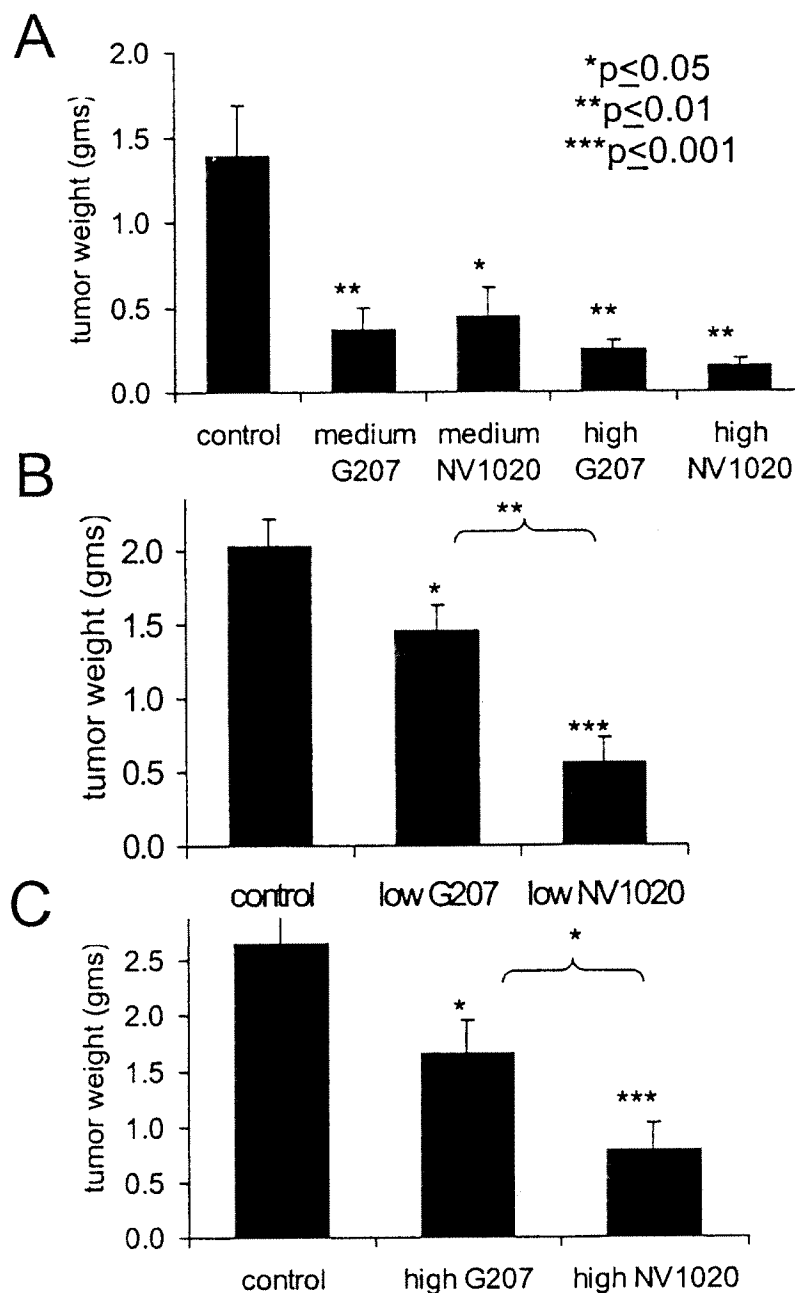 A
2.0
*p≤0.05
**p≤0.01
***p≤0.001
1.5
1.0
0.5
0.0
tumor weight (gms)
**
*
**
**
control
medium G207
medium NV1020
high G207
high NV1020
B
**
2.0
1.5
1.0
0.5
0.0
tumor weight (gms)
*
***
control
low G207
low NV1020
C
*
2.5
2.0
1.5
1.0
0.5
0.0
tumor weight (gms)
*
***
control
high G207
high NV1020